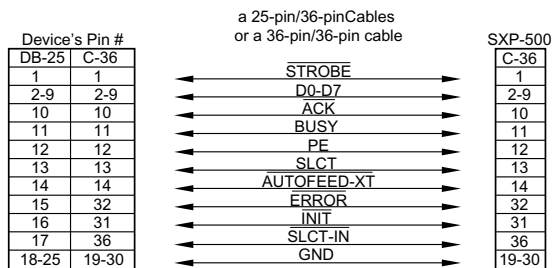 a 25-pin/36-pinCables
or a 36-pin/36-pin cable
Device's Pin # SXP-500
DB-25 C-36 C-36
1 1 STROBE 1
2-9 2-9 D0-D7 2-9
10 10 ACK 10
11 11 BUSY 11
12 12 PE 12
13 13 SLCT 13
14 14 AUTOFEED-XT 14
15 32 ERROR 32
16 31 INIT 31
17 36 SLCT-IN 36
18-25 19-30 GND 19-30